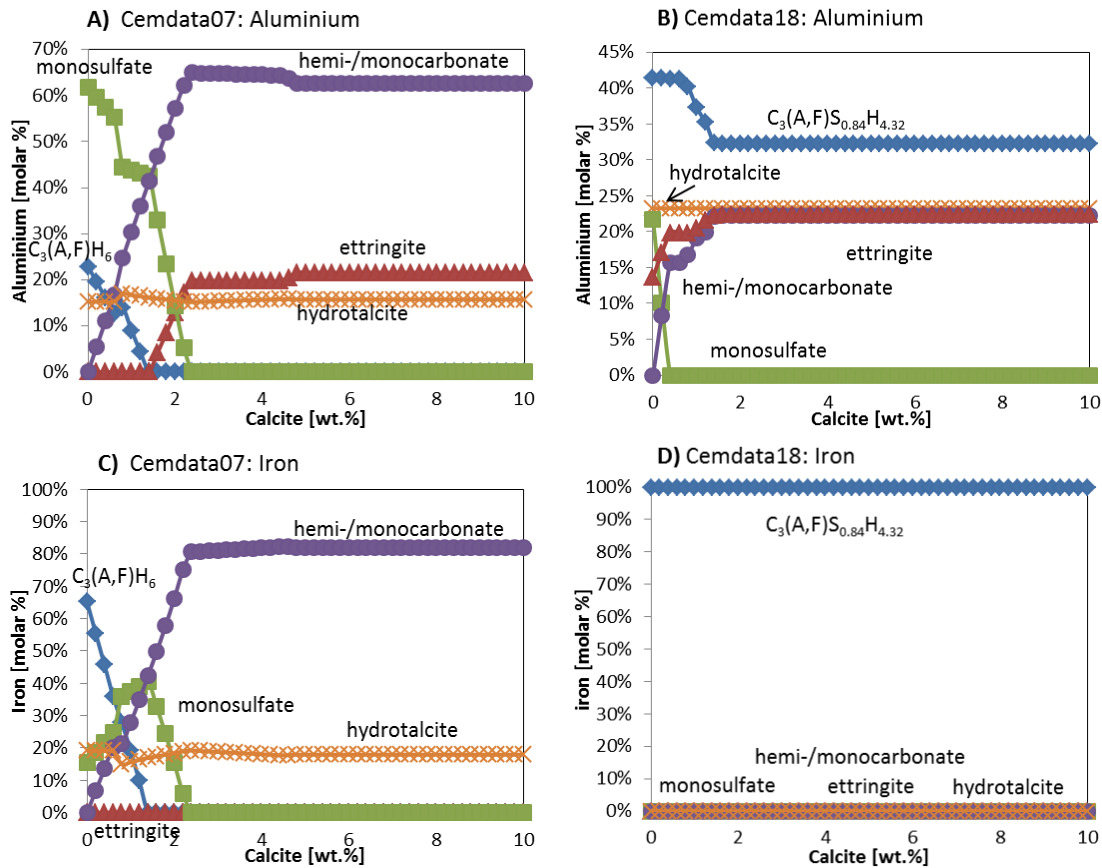 A) Cemdata07: Aluminium
70%
60%
50%
40%
30%
20%
10%
0%
Aluminium [molar %]
monosulfate
hemi-/monocarbonate
C3(A,F)H6
ettringite
hydrotalcite
0 2 4 6 8 10
Calcite [wt.%]
B) Cemdata18: Aluminium
45%
40%
35%
30%
25%
20%
15%
10%
5%
0%
Aluminium [molar %]
C3(A,F)S0.84H4.32
hydrotalcite
ettringite
hemi-/monocarbonate
monosulfate
0 2 4 6 8 10
Calcite [wt.%]
C) Cemdata07: Iron
100%
90%
80%
70%
60%
50%
40%
30%
20%
10%
0%
Iron [molar %]
hemi-/monocarbonate
C3(A,F)H6
monosulfate
hydrotalcite
ettringite
0 2 4 6 8 10
Calcite [wt.%]
D) Cemdata18: Iron
100%
90%
80%
70%
60%
50%
40%
30%
20%
10%
0%
iron [molar %]
C3(A,F)S0.84H4.32
hemi-/monocarbonate
monosulfate ettringite hydrotalcite
0 2 4 6 8 10
Calcite [wt.%]